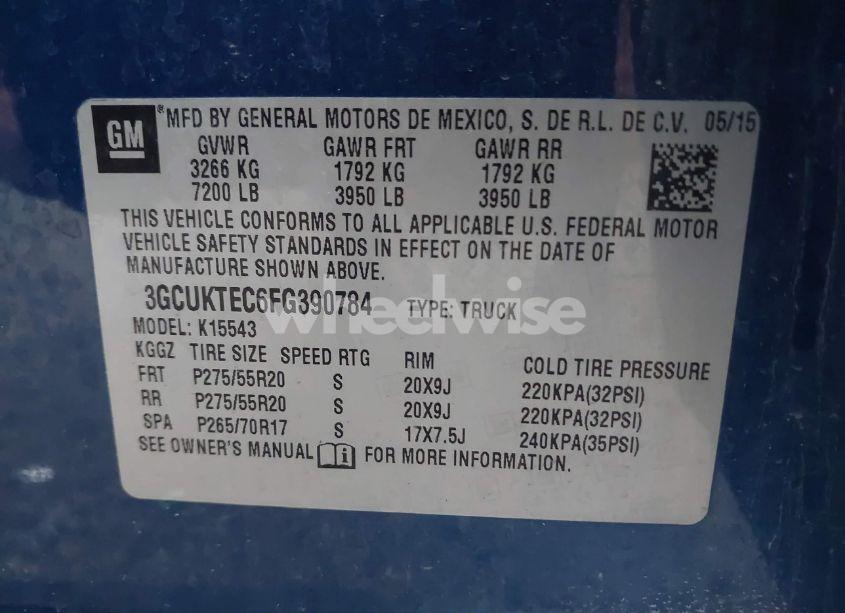 GM ® MFD BY GENERAL MOTORS DE MEXICO, S. DE R.L. DE C.V. 05/15
GVWR GAWR FRT GAWR RR
3266 KG 1792 KG 1792 KG
7200 LB 3950 LB 3950 LB
THIS VEHICLE CONFORMS TO ALL APPLICABLE U.S. FEDERAL MOTOR
VEHICLE SAFETY STANDARDS IN EFFECT ON THE DATE OF
MANUFACTURE SHOWN ABOVE.
3GCUKTEC6FG390784 TYPE: TRUCK
wheelwise
MODEL: K15543
KGGZ TIRE SIZE SPEED RTG RIM COLD TIRE PRESSURE
FRT P275/55R20 S 20X9J 220KPA(32PSI)
RR P275/55R20 S 20X9J 220KPA(32PSI)
SPA P265/70R17 S 17X7.5J 240KPA(35PSI)
SEE OWNER'S MANUAL i FOR MORE INFORMATION.